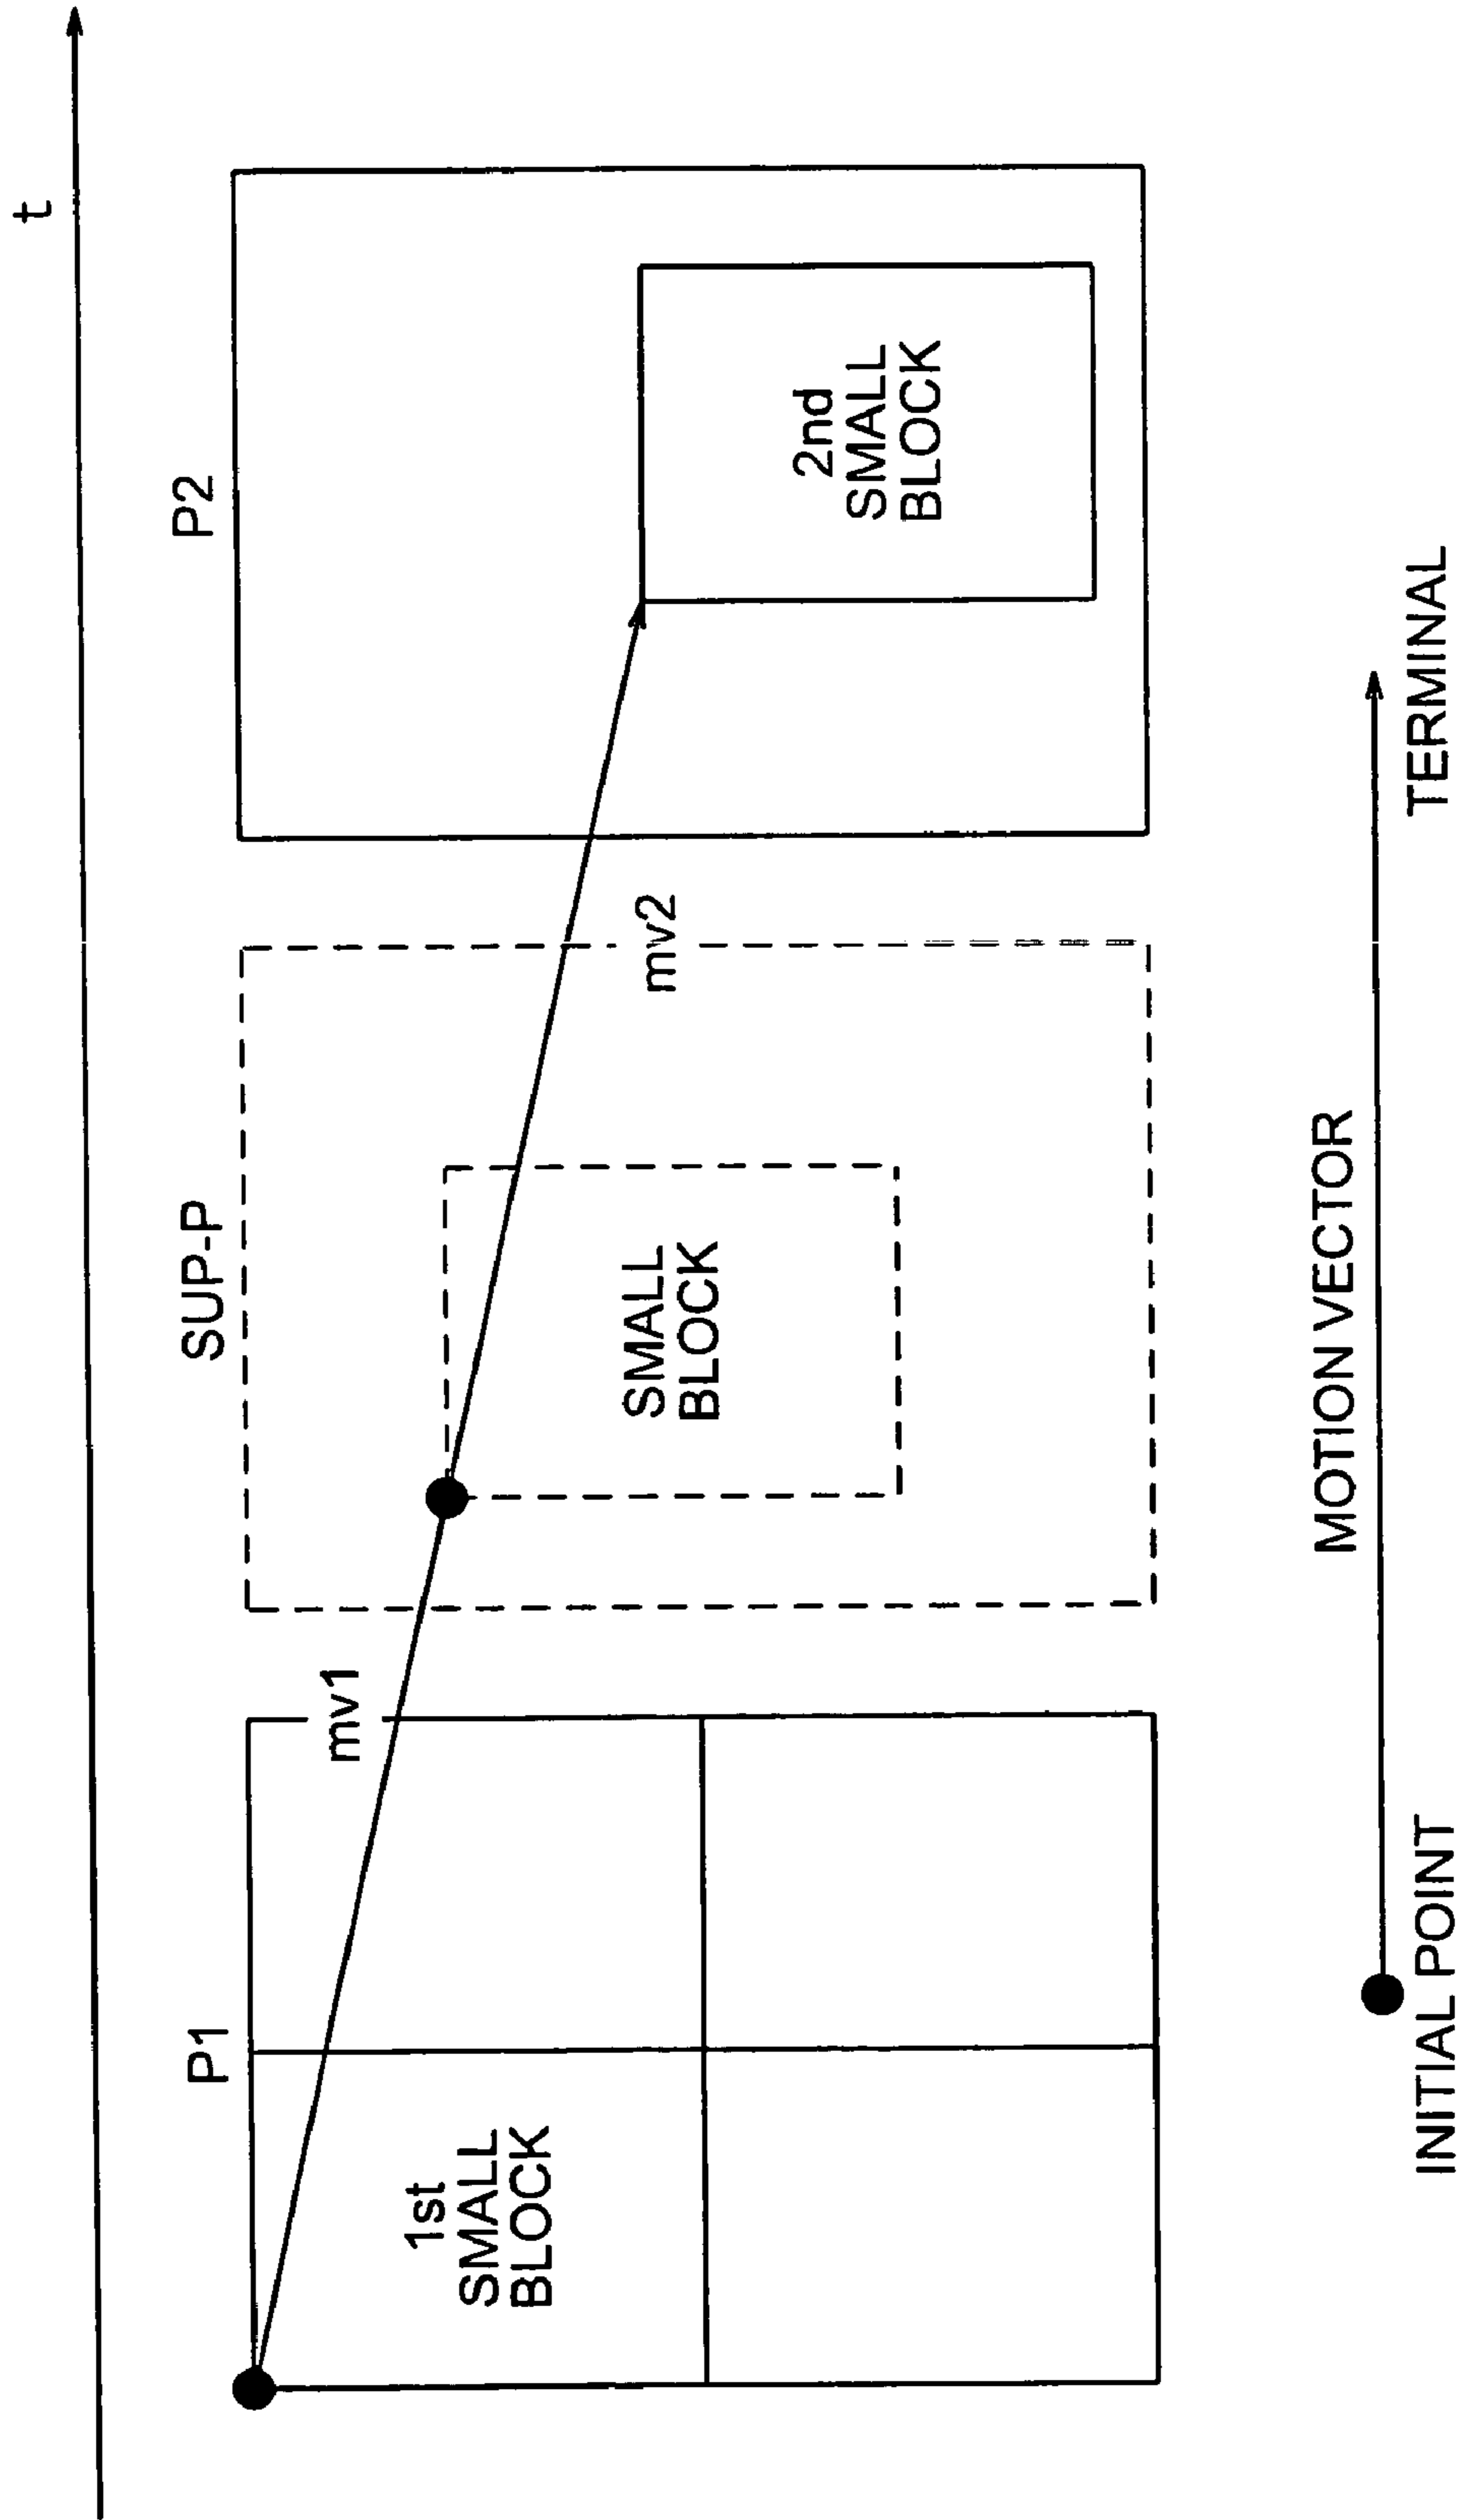 t
P1
SUP-P
P2
mv1
1st
SMALL
BLOCK
SMALL
BLOCK
mv2
2nd
SMALL
BLOCK
MOTION VECTOR
INITIAL POINT
TERMINAL